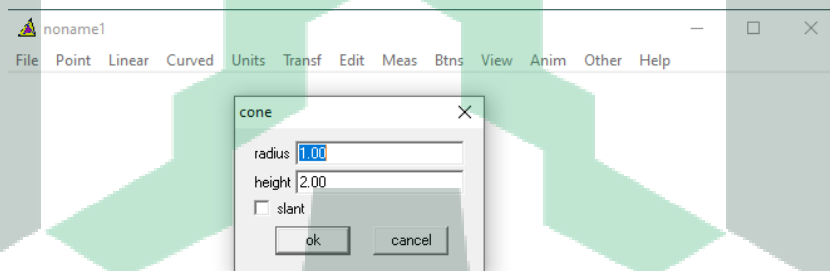 noname1
File Point Linear Curved Units Transf Edit Meas Btns View Anim Other Help
cone
radius 1.00
height 2.00
slant
ok cancel